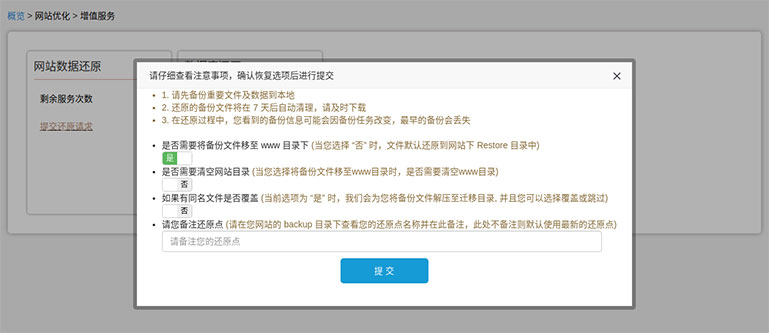 概览 > 网站优化 > 增值服务
网站数据还原
剩余服务次数
提交还原请求
请仔细查看注意事项，确认恢复选项后进行提交
1. 请先备份重要文件及数据到本地
2. 还原的备份文件将在 7 天后自动清理，请及时下载
3. 在还原过程中，您看到的备份信息可能会因备份任务改变，最早的备份会丢失
是否需要将备份文件移至 www 目录下 (当您选择 “否” 时，文件默认还原到网站下 Restore 目录中)
是
是否需要清空网站目录 (当您选择将备份文件移至www目录时，是否需要清空www目录)
否
如果有同名文件是否覆盖 (当前选项为 “是” 时，我们会为您将备份文件解压至迁移目录, 并且您可以选择覆盖或跳过)
否
请您备注还原点 (请在您网站的 backup 目录下查看您的还原点名称并在此备注，此处不备注则默认使用最新的还原点)
请备注您的还原点
提 交